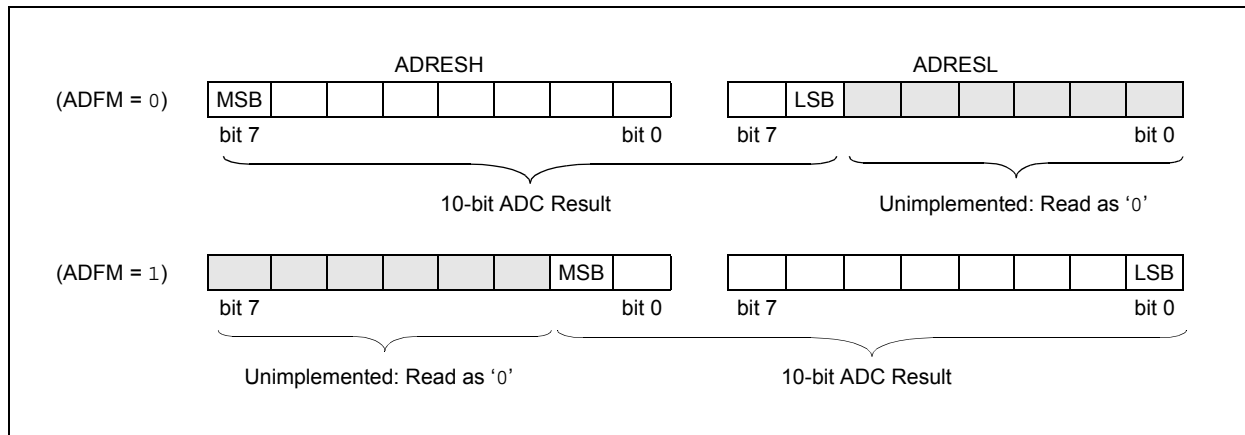 ADRESH ADRESL
(ADFM = 0) MSB LSB
bit 7 bit 0 bit 7 bit 0
10-bit ADC Result Unimplemented: Read as ‘0’
(ADFM = 1) MSB LSB
bit 7 bit 0 bit 7 bit 0
Unimplemented: Read as ‘0’ 10-bit ADC Result